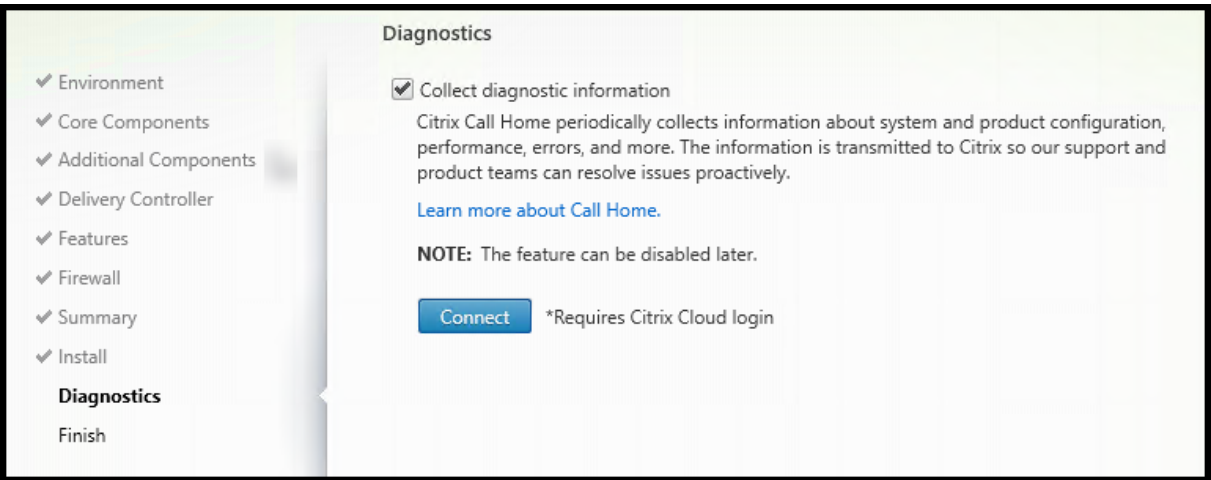 Diagnostics
Environment
Core Components
Additional Components
Delivery Controller
Features
Firewall
Summary
Install
Diagnostics
Finish
Collect diagnostic information
Citrix Call Home periodically collects information about system and product configuration,
performance, errors, and more. The information is transmitted to Citrix so our support and
product teams can resolve issues proactively.
Learn more about Call Home.
NOTE: The feature can be disabled later.
Connect *Requires Citrix Cloud login